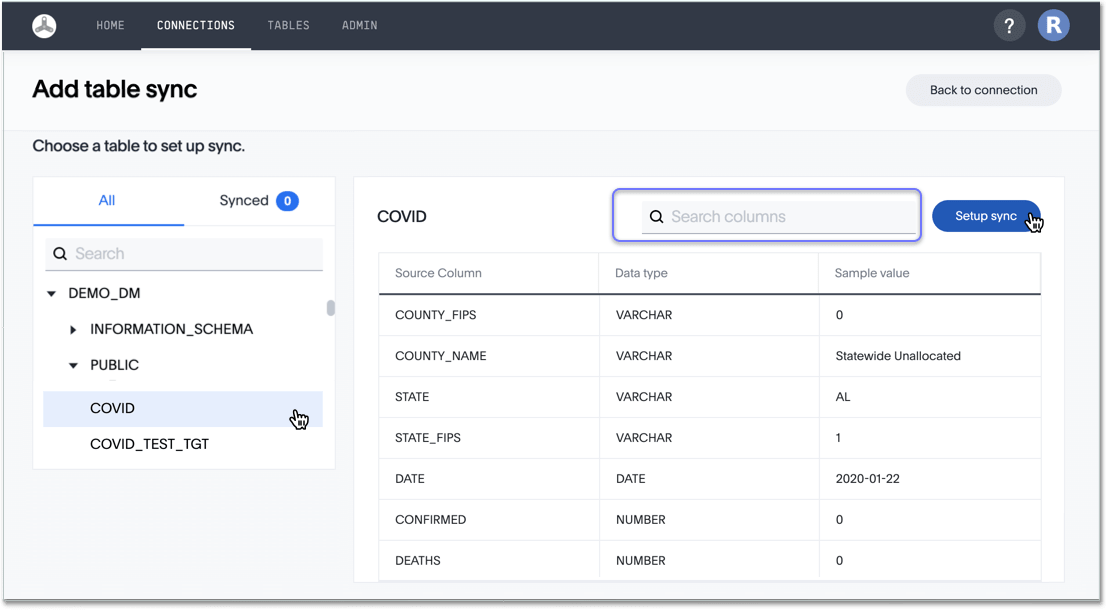 HOME CONNECTIONS TABLES ADMIN ? R
Add table sync Back to connection
Choose a table to set up sync.
All Synced 0
Search
DEMO_DM
INFORMATION_SCHEMA
PUBLIC
COVID
COVID_TEST_TGT
COVID Search columns Setup sync
Source Column Data type Sample value
COUNTY_FIPS VARCHAR 0
COUNTY_NAME VARCHAR Statewide Unallocated
STATE VARCHAR AL
STATE_FIPS VARCHAR 1
DATE DATE 2020-01-22
CONFIRMED NUMBER 0
DEATHS NUMBER 0